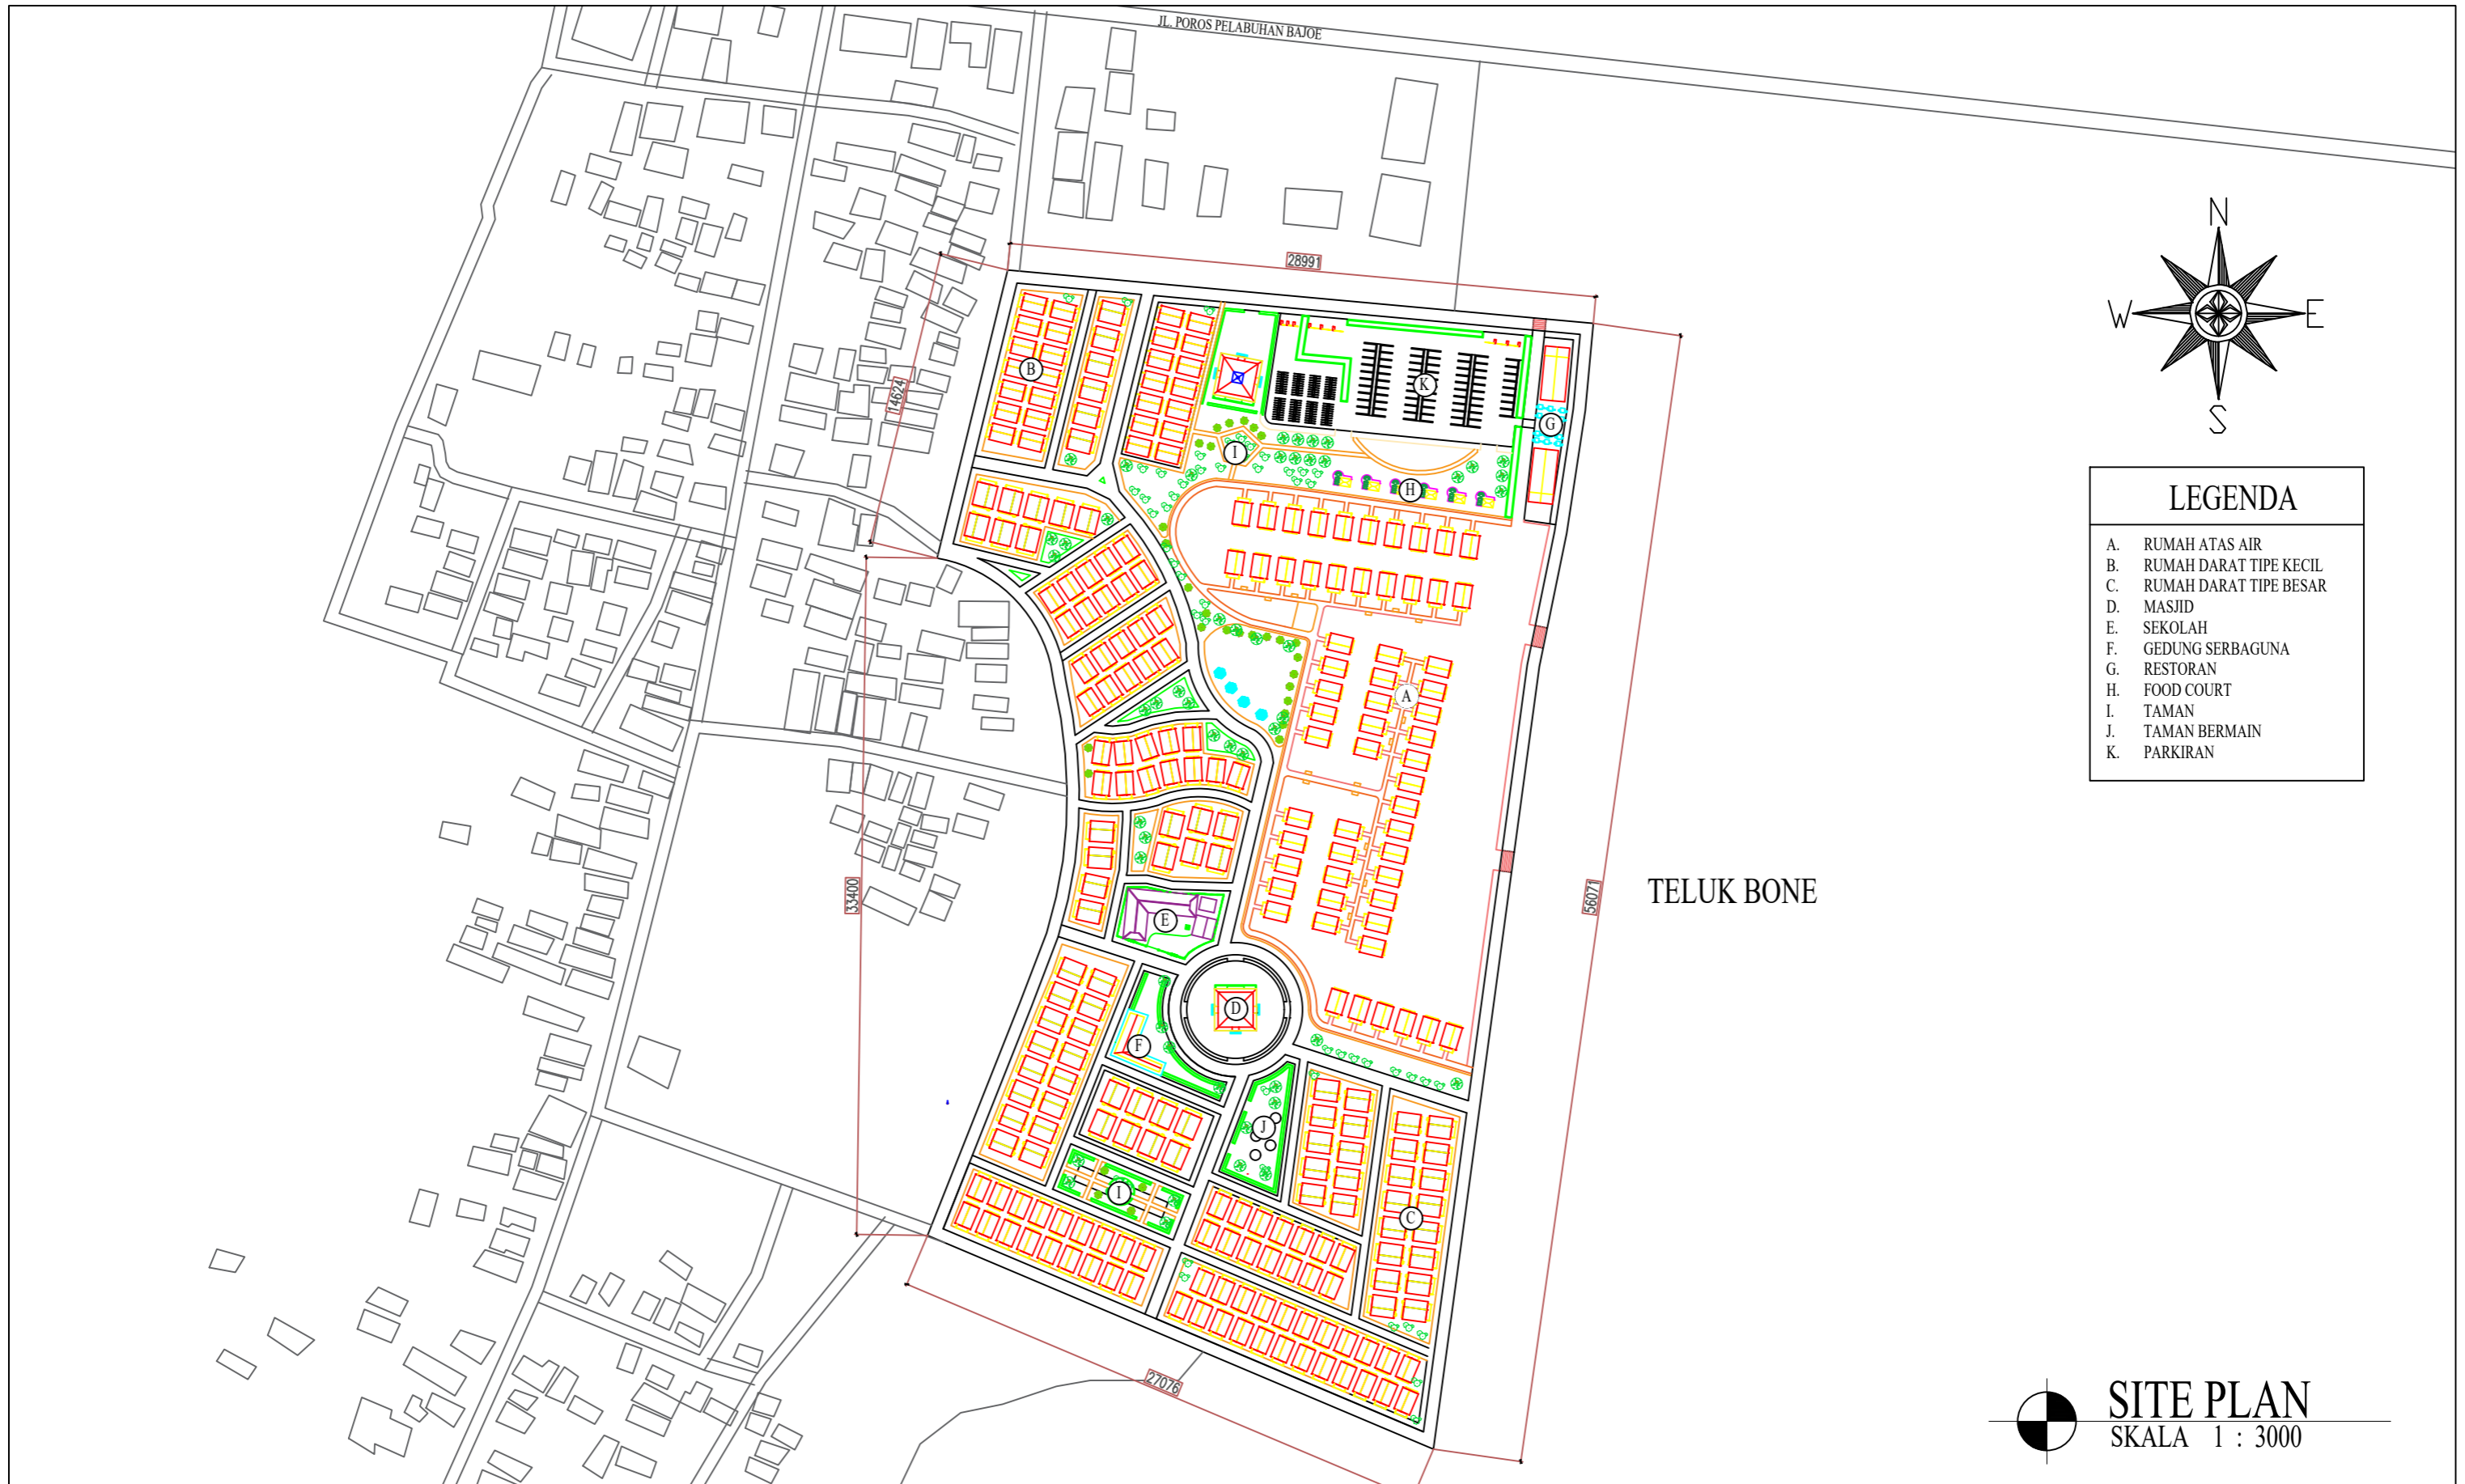 JL. POROS PELABUHAN BAJOE
N
W
E
S
28991
14624
33400
56071
27076
B
K
G
I
H
A
E
D
F
J
I
C
TELUK BONE
LEGENDA
A. RUMAH ATAS AIR
B. RUMAH DARAT TIPE KECIL
C. RUMAH DARAT TIPE BESAR
D. MASJID
E. SEKOLAH
F. GEDUNG SERBAGUNA
G. RESTORAN
H. FOOD COURT
I. TAMAN
J. TAMAN BERMAIN
K. PARKIRAN
SITE PLAN
SKALA 1 : 3000